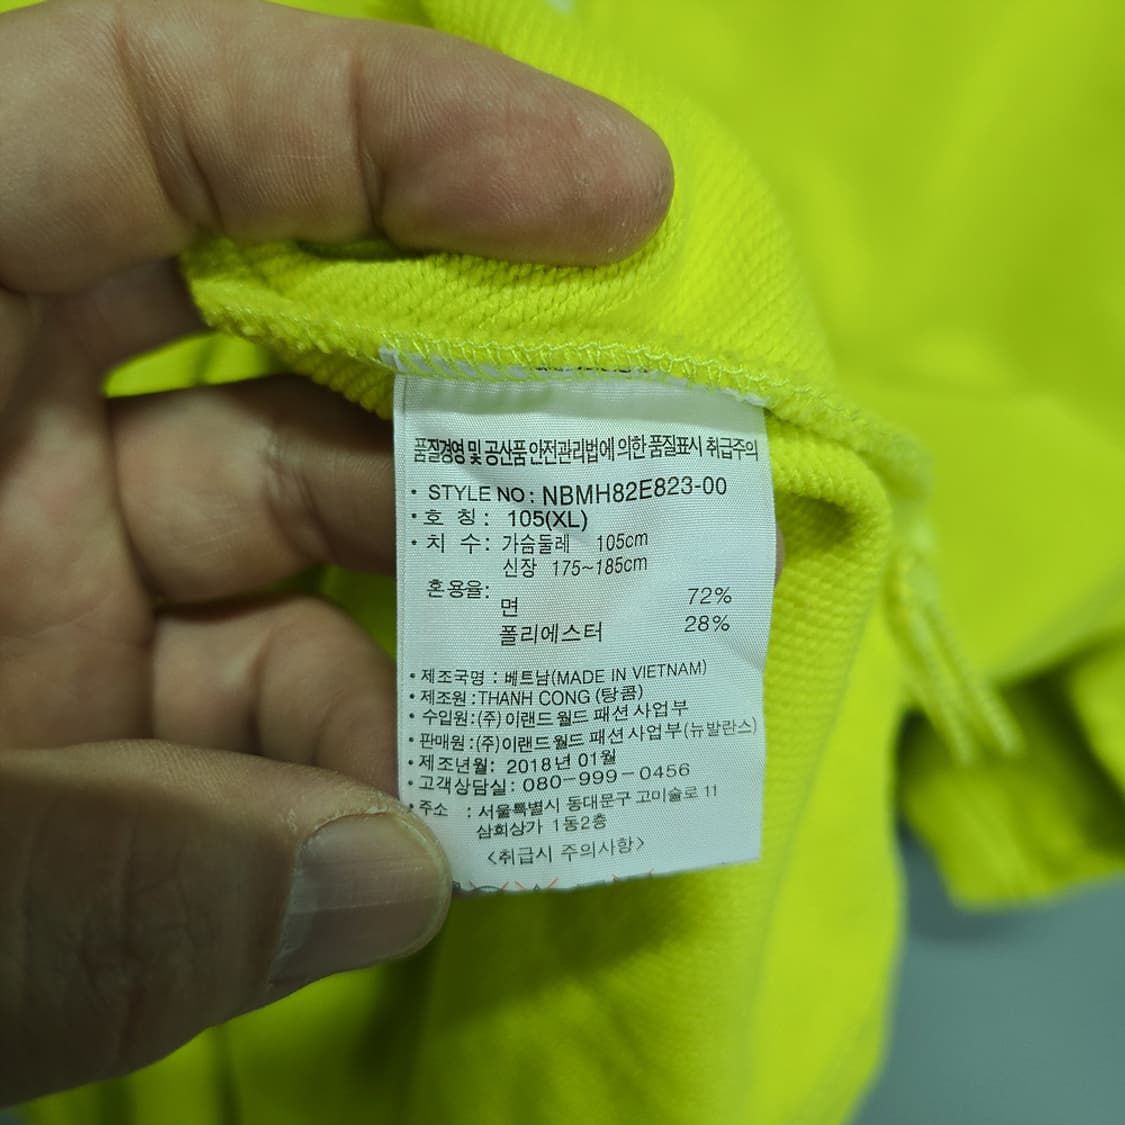 품질경영 및 공산품 안전관리법에 의한 품질표시 취급주의
• STYLE NO : NBMH82E823-00
• 호 칭 : 105(XL)
• 치 수 : 가슴둘레 105cm
신장 175~185cm
혼용율:
면 72%
폴리에스터 28%
• 제조국명 : 베트남(MADE IN VIETNAM)
• 제조원 : THANH CONG (탕콤)
• 수입원 : (주)이랜드 월드 패션 사업부
• 판매원 : (주)이랜드월드 패션사업부(뉴발란스)
• 제조년월 : 2018년 01월
• 고객상담실 : 080-999-0456
• 주소 : 서울특별시 동대문구 고미술로 11
삼희상가 1동2층
<취급시 주의사항>